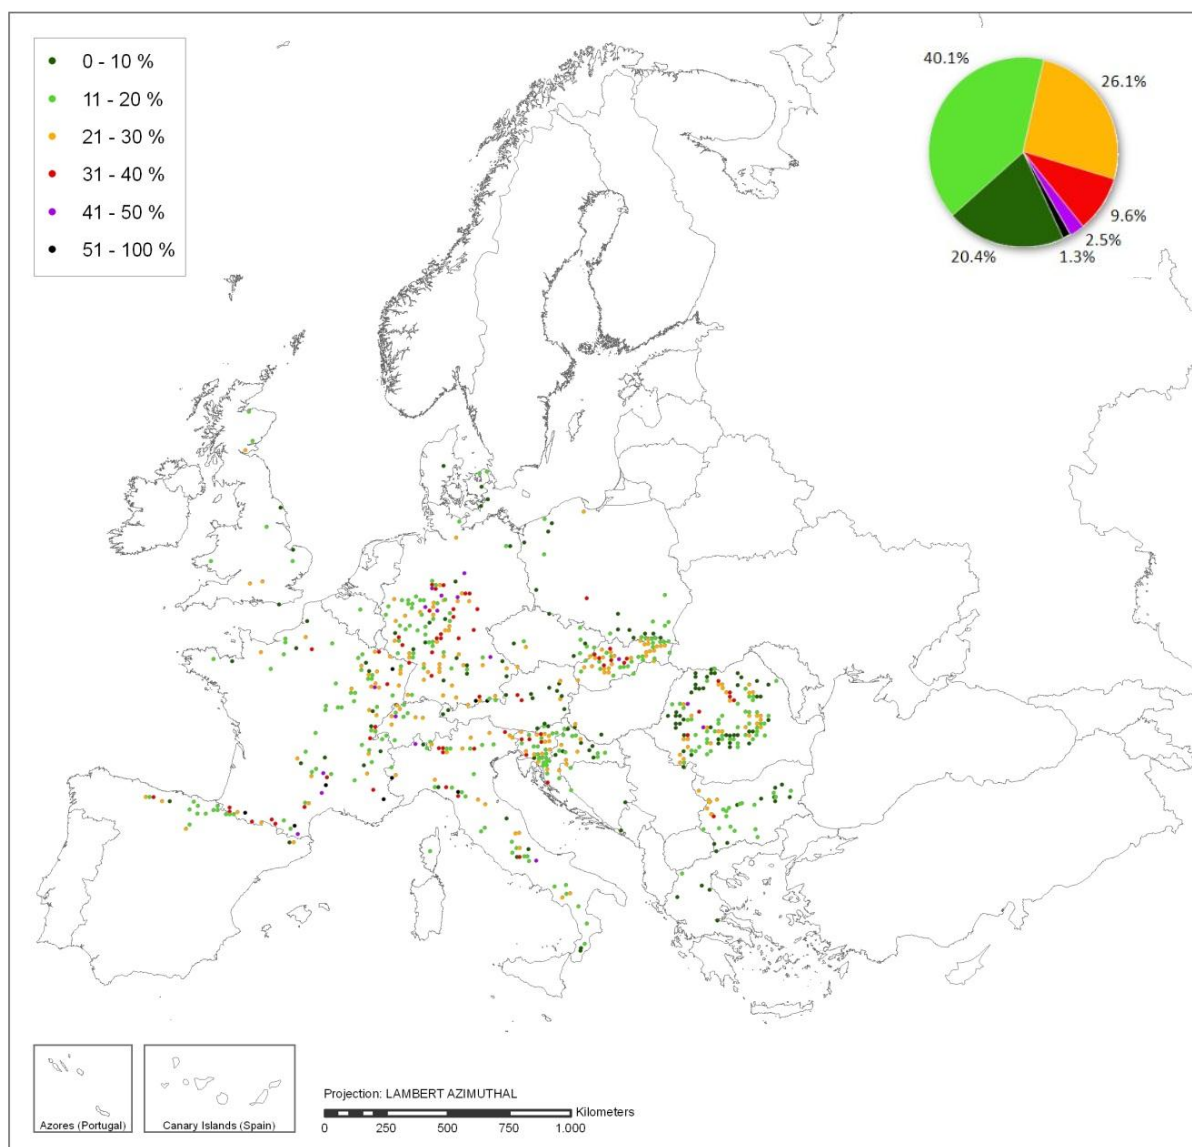 0 - 10 %
11 - 20 %
21 - 30 %
31 - 40 %
41 - 50 %
51 - 100 %
40.1%
26.1%
9.6%
2.5%
1.3%
20.4%
Azores (Portugal)
Canary Islands (Spain)
Projection: LAMBERT AZIMUTHAL
Kilometers
0 250 500 750 1.000